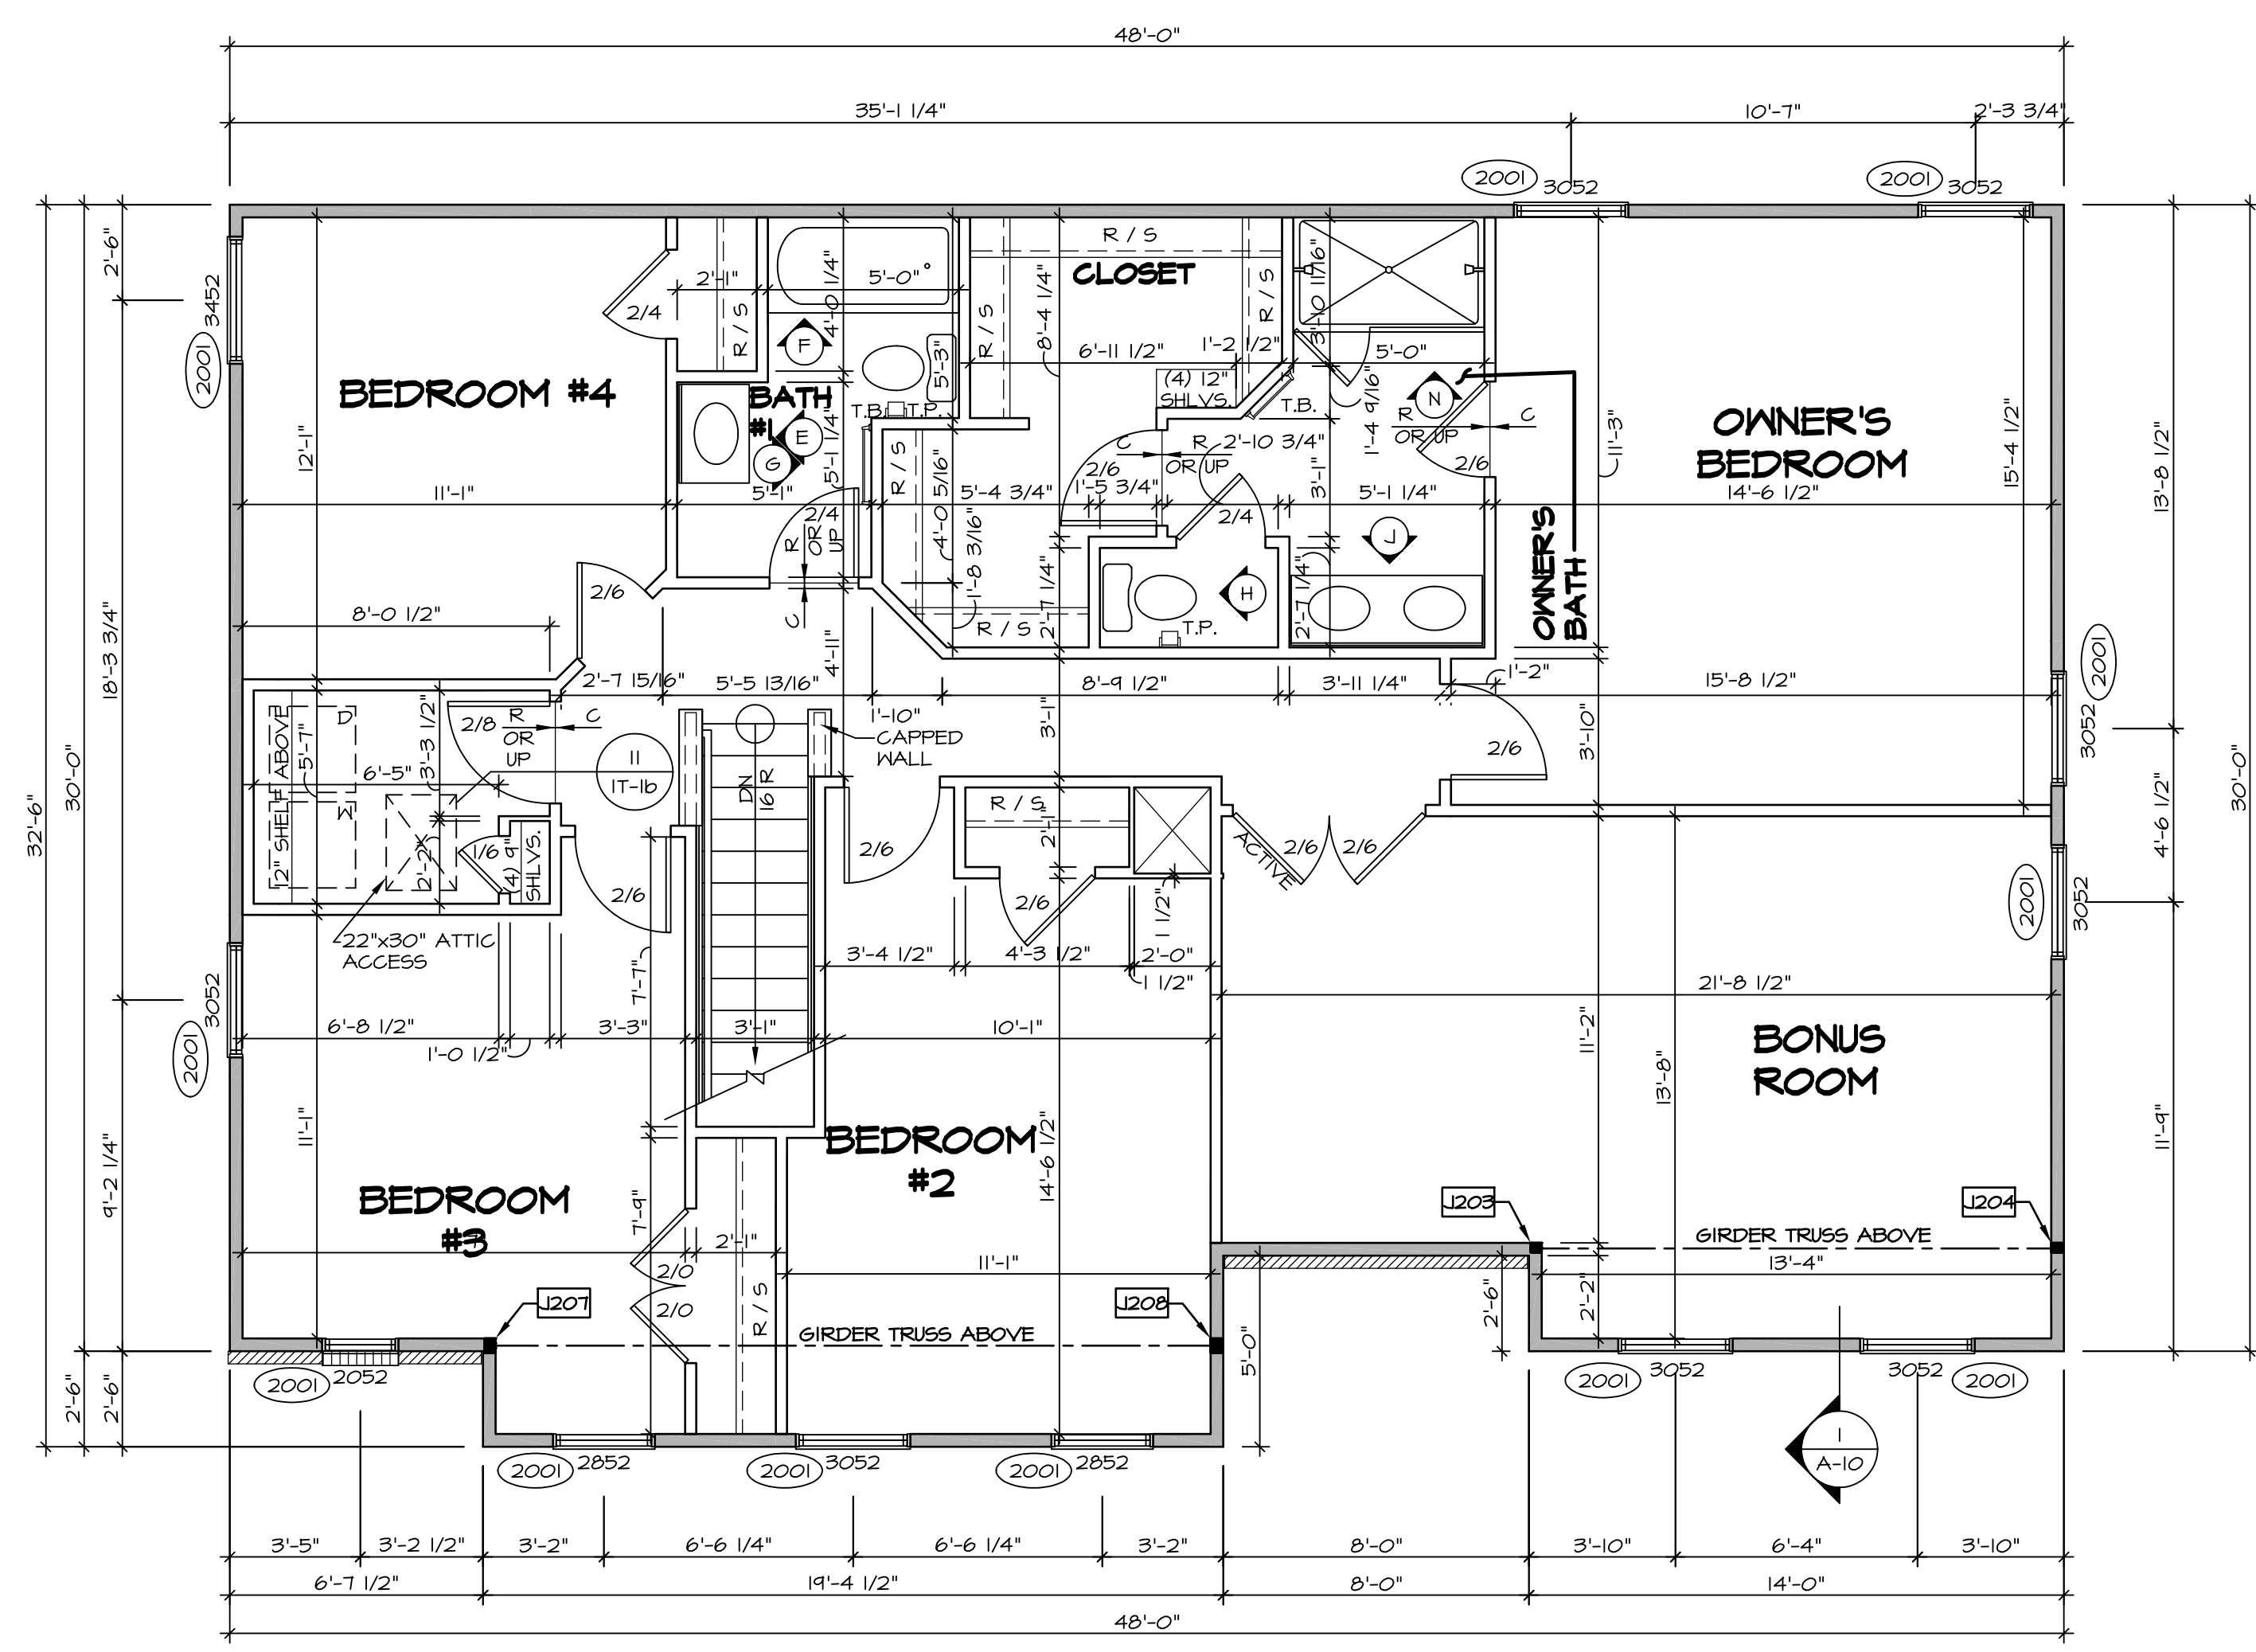 48'-0"
35'-1 1/4"
10'-7"
2'-3 3/4"
2001
3052
2001
3052
2'-6"
3452
2001
18'-3 3/4"
30'-0"
32'-6"
9'-2 1/4"
2'-6"
2'-6"
3052
2001
12'-1"
BEDROOM #4
11'-1"
8'-0 1/2"
2/4
2'-1"
R / S
5'-0"
4'-0 1/4"
F
BATH
#1
E
G
T.B.
T.P.
5'-3"
5'-1 1/4"
5'-1"
2/4
R
OR
UP
C
2/6
R / S
CLOSET
R / S
R / S
8'-4 1/4"
6'-11 1/2"
1'-2 1/2"
(4) 12"
SHLVS.
R / S
5'-4 3/4"
4'-0 5/16"
1'-8 3/16"
R / S
2'-7 1/4"
C
R
OR UP
2/6
1'-5 3/4"
2'-10 3/4"
2/4
H
T.P.
3'-10 11/16"
5'-0"
T.B.
1'-4 9/16"
3'-1"
N
R
OR UP
C
2/6
5'-1 1/4"
L
2'-7 1/4"
OWNER'S
BATH
OWNER'S
BEDROOM
11'-3"
15'-4 1/2"
14'-6 1/2"
13'-8 1/2"
2001
3052
4'-6 1/2"
30'-0"
2001
3052
11'-9"
2'-7 15/16"
5'-5 13/16"
4'-11"
8'-9 1/2"
3'-11 1/4"
1'-2"
15'-8 1/2"
3'-1"
3'-10"
2/6
12" SHELF ABOVE
5'-7"
D
W
6'-5"
3'-3 1/2"
2'-2"
2/8
R
OR
UP
C
11
1T-1b
1/6
(4) 9"
SHLVS.
22"x30" ATTIC
ACCESS
2/6
DN
16 R
1'-10"
CAPPED
WALL
2/6
R / S
2'-1"
2/6
1 1/2"
3'-4 1/2"
4'-3 1/2"
2'-0"
1 1/2"
ACTIVE
2/6
2/6
21'-8 1/2"
6'-8 1/2"
1'-0 1/2"
3'-3"
3'-1"
10'-1"
7'-7"
11'-1"
7'-9"
BEDROOM
#3
BEDROOM
#2
14'-6 1/2"
11'-2"
13'-8"
BONUS
ROOM
2'-1"
2/0
2/0
R / S
11'-1"
J207
J208
GIRDER TRUSS ABOVE
J203
J204
GIRDER TRUSS ABOVE
13'-4"
2'-2"
2'-6"
5'-0"
2001
2052
2001
2852
2001
3052
2001
2852
2001
3052
3052
2001
1
A-10
3'-5"
3'-2 1/2"
3'-2"
6'-6 1/4"
6'-6 1/4"
3'-2"
8'-0"
3'-10"
6'-4"
3'-10"
6'-7 1/2"
19'-4 1/2"
8'-0"
14'-0"
48'-0"